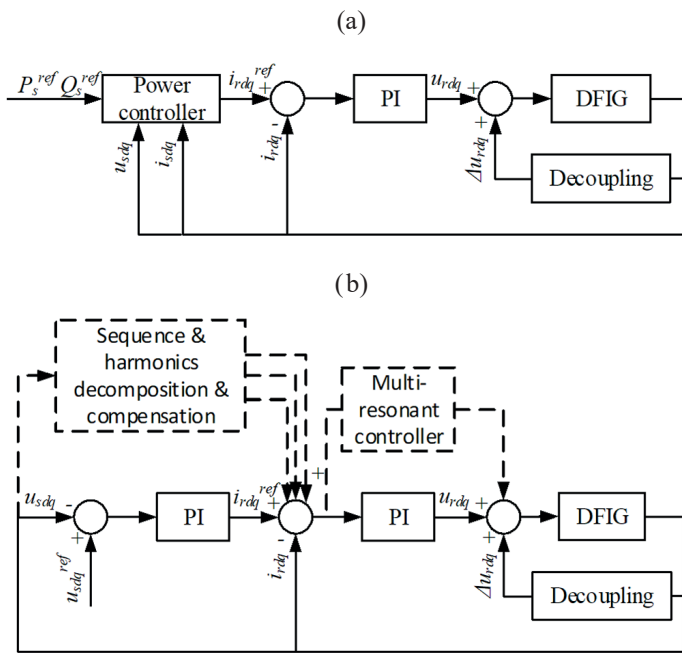 (a)
P_s^ref Q_s^ref
Power
controller
i_rdq^ref
+
-
PI
u_rdq
+
+
DFIG
u_sdq
i_sdq
i_rdq
Δu_rdq
Decoupling
(b)
Sequence &
harmonics
decomposition &
compensation
Multi-
resonant
controller
+
u_sdq
-
+
PI
i_rdq^ref
+
-
PI
u_rdq
+
+
DFIG
u_sdq^ref
i_rdq
Δu_rdq
Decoupling